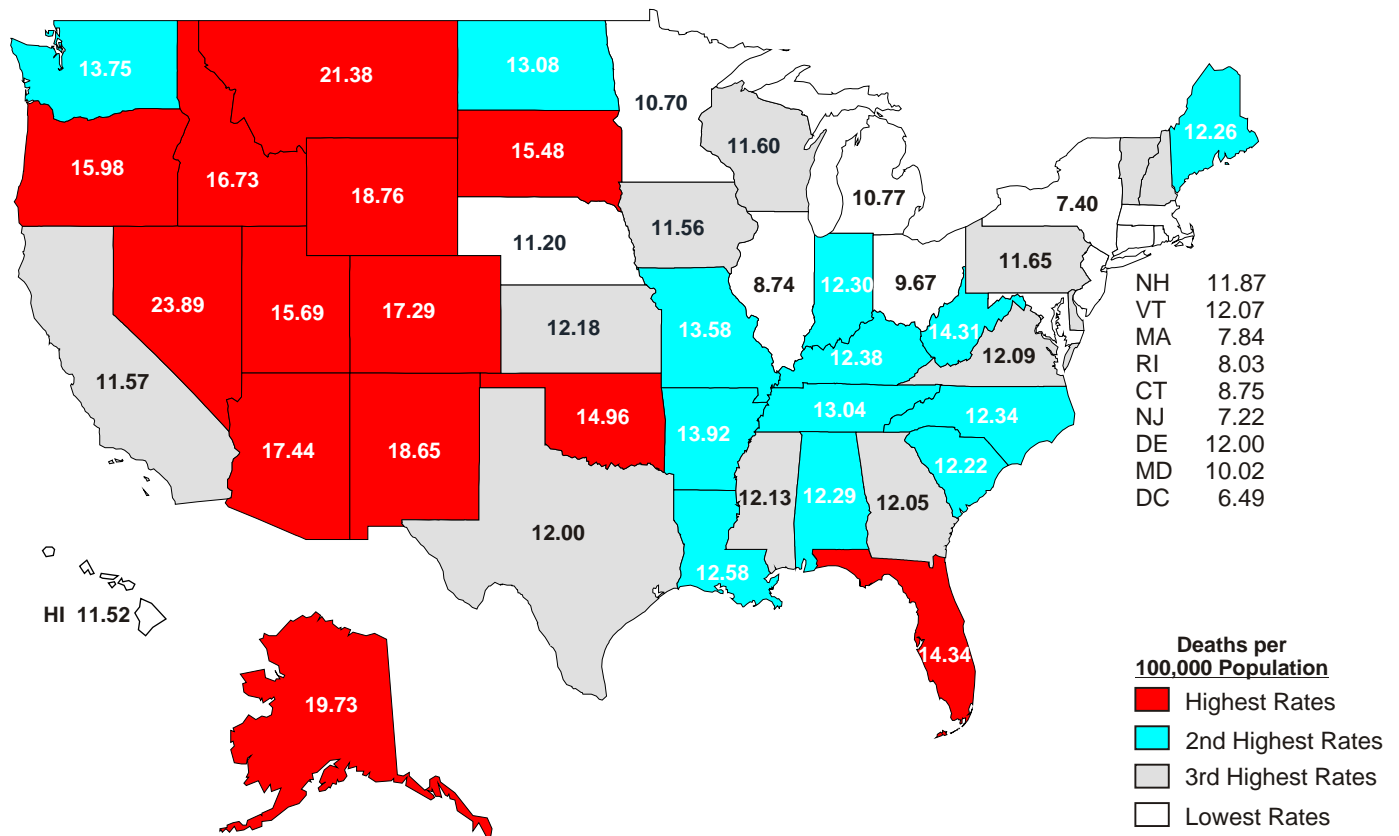 13.75
21.38
13.08
10.70
11.60
12.26
15.98
16.73
18.76
15.48
10.77
7.40
11.20
11.56
8.74
12.30
9.67
11.65
23.89
15.69
17.29
12.18
13.58
12.38
14.31
12.09
11.57
17.44
18.65
14.96
13.92
13.04
12.34
12.22
12.00
12.13
12.29
12.05
12.58
14.34
HI 11.52
19.73
NH 11.87
VT 12.07
MA 7.84
RI 8.03
CT 8.75
NJ 7.22
DE 12.00
MD 10.02
DC 6.49
Deaths per
100,000 Population
Highest Rates
2nd Highest Rates
3rd Highest Rates
Lowest Rates